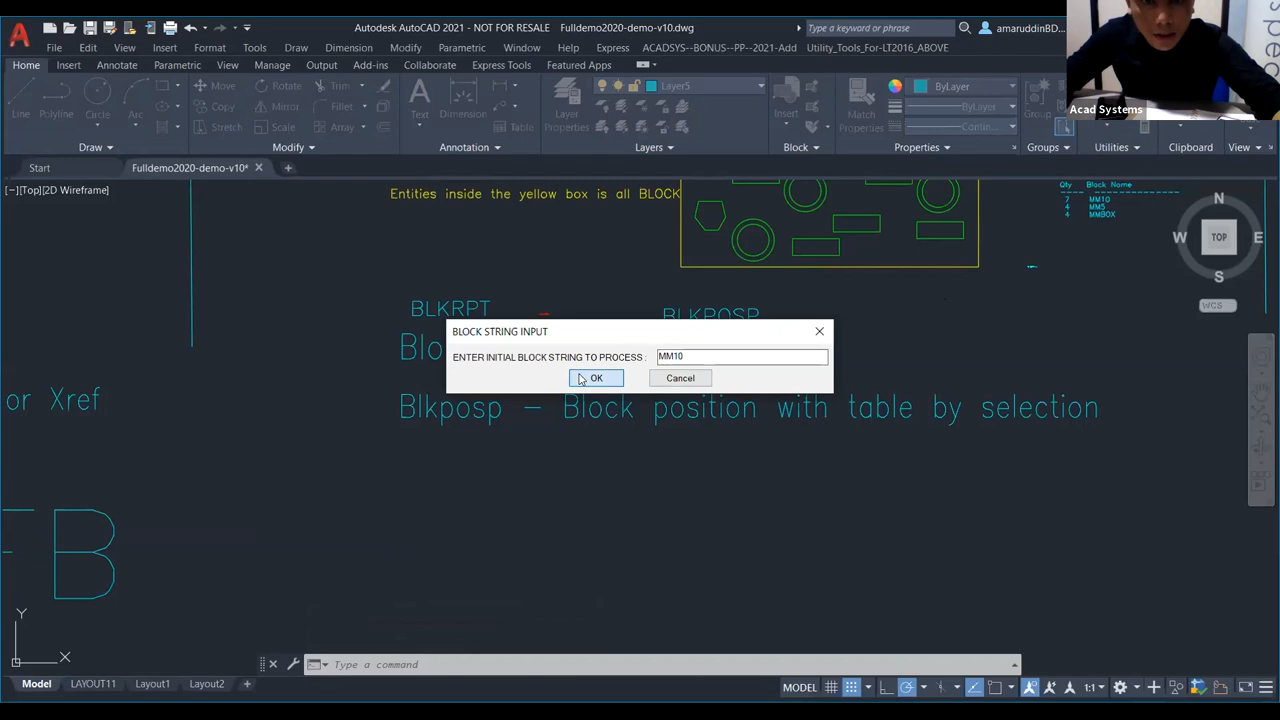 Autodesk AutoCAD 2021 - NOT FOR RESALE Fulldemo2020-demo-v10.dwg
Type a keyword or phrase
amaruddinBD...
File Edit View Insert Format Tools Draw Dimension Modify Parametric Window Help Express ACADSYS--BONUS--PP--2021-Add Utility_Tools_For-LT2016_ABOVE
Home Insert Annotate Parametric View Manage Output Add-ins Collaborate Express Tools Featured Apps
Line Polyline Circle Arc
Move Rotate Trim
Copy Mirror Fillet
Stretch Scale Array
Text Dimension Table
Layer Properties
Layer5
Insert
Match Properties
ByLayer
ByLayer
Contin...
Group
Acad Systems
Draw Modify Annotation Layers Block Properties Groups Utilities Clipboard View
Start Fulldemo2020-demo-v10*
[−][Top][2D Wireframe]
Entities inside the yellow box is all BLOCK
Qty Block Name
7 MM10
4 MM5
4 MMBOX
N
W TOP E
S
WCS
BLKRPT BLKPOSP
BLOCK STRING INPUT
ENTER INITIAL BLOCK STRING TO PROCESS : MM10
OK Cancel
Blo
or Xref
Blkposp – Block position with table by selection
B
Y
X
Type a command
Model LAYOUT11 Layout1 Layout2
MODEL 1:1